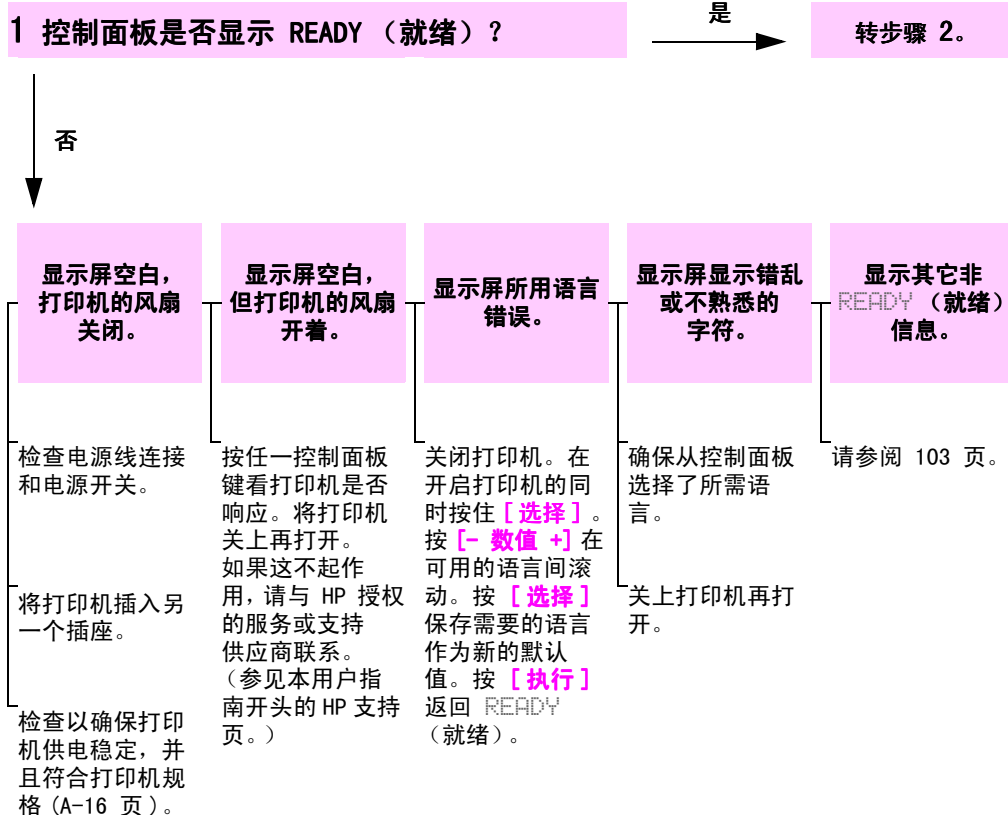 1 控制面板是否显示 READY （就绪）？
是
转步骤 2。
否
显示屏空白，
打印机的风扇
关闭。
检查电源线连接
和电源开关。
将打印机插入另
一个插座。
检查以确保打印
机供电稳定，并
且符合打印机规
格 (A-16 页 )。
显示屏空白，
但打印机的风扇
开着。
按任一控制面板
键看打印机是否
响应。将打印机
关上再打开。
如果这不起作
用，请与 HP 授权
的服务或支持
供应商联系。
（参见本用户指
南开头的 HP 支持
页。）
显示屏所用语言
错误。
关闭打印机。在
开启打印机的同
时按住 [ 选择 ] 。
按 [- 数值 +] 在
可用的语言间滚
动。按 [ 选择 ]
保存需要的语言
作为新的默认
值。按 [ 执行 ]
返回 READY
（就绪）。
显示屏显示错乱
或不熟悉的
字符。
确保从控制面板
选择了所需语
言。
关上打印机再打
开。
显示其它非
READY （就绪）
信息。
请参阅 103 页。